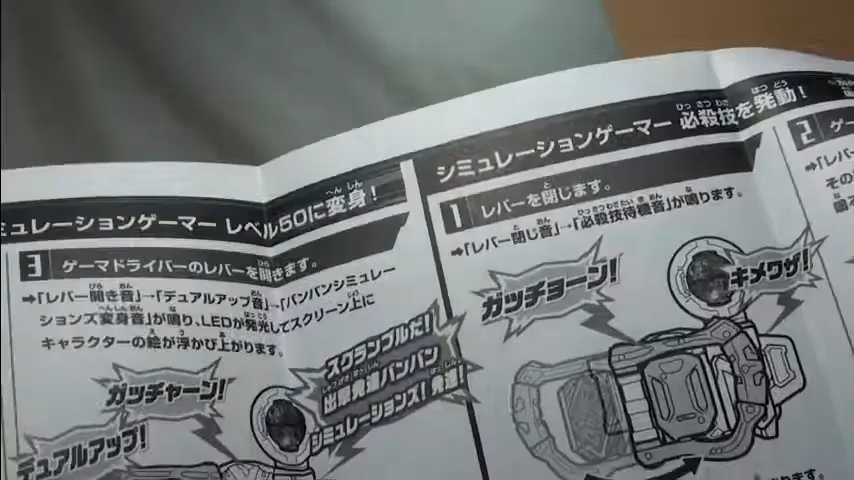 ミュレーションゲーマー レベル50に変身!
3 ゲーマドライバーのレバーを開きます。
➡「レバー開き音」→「デュアルアップ音」→「バンバンシミュレー
ションズ変身音」が鳴り、LEDが発光してスクリーン上に
キャラクターの絵が浮かび上がります。
ガッチャーン!
デュアルアップ!
スクランブルだ!
出撃発進バンバン
シミュレーションズ!発進!
シミュレーションゲーマー 必殺技を発動!
1 レバーを閉じます。
➡「レバー閉じ音」→「必殺技待機音」が鳴ります。
ガッチョーン!
キメワザ!
2 ゲー
➡「レバ
その